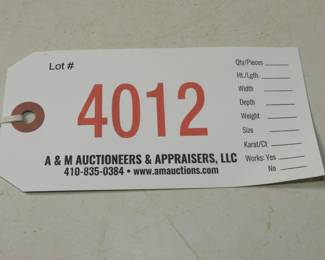 Lot #
4012
A & M AUCTIONEERS & APPRAISERS, LLC
410-835-0384 • www.amauctions.com
Qty/Pieces
Ht./Lgth.
Width
Depth
Weight
Size
Karat/Ct.
Works: Yes
No